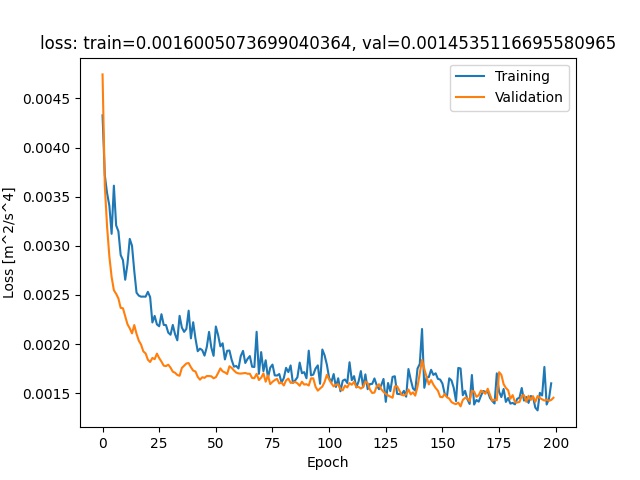 loss: train=0.0016005073699040364, val=0.0014535116695580965
Training
Validation
0.0045
0.0040
0.0035
0.0030
0.0025
0.0020
0.0015
Loss [m^2/s^4]
0 25 50 75 100 125 150 175 200
Epoch